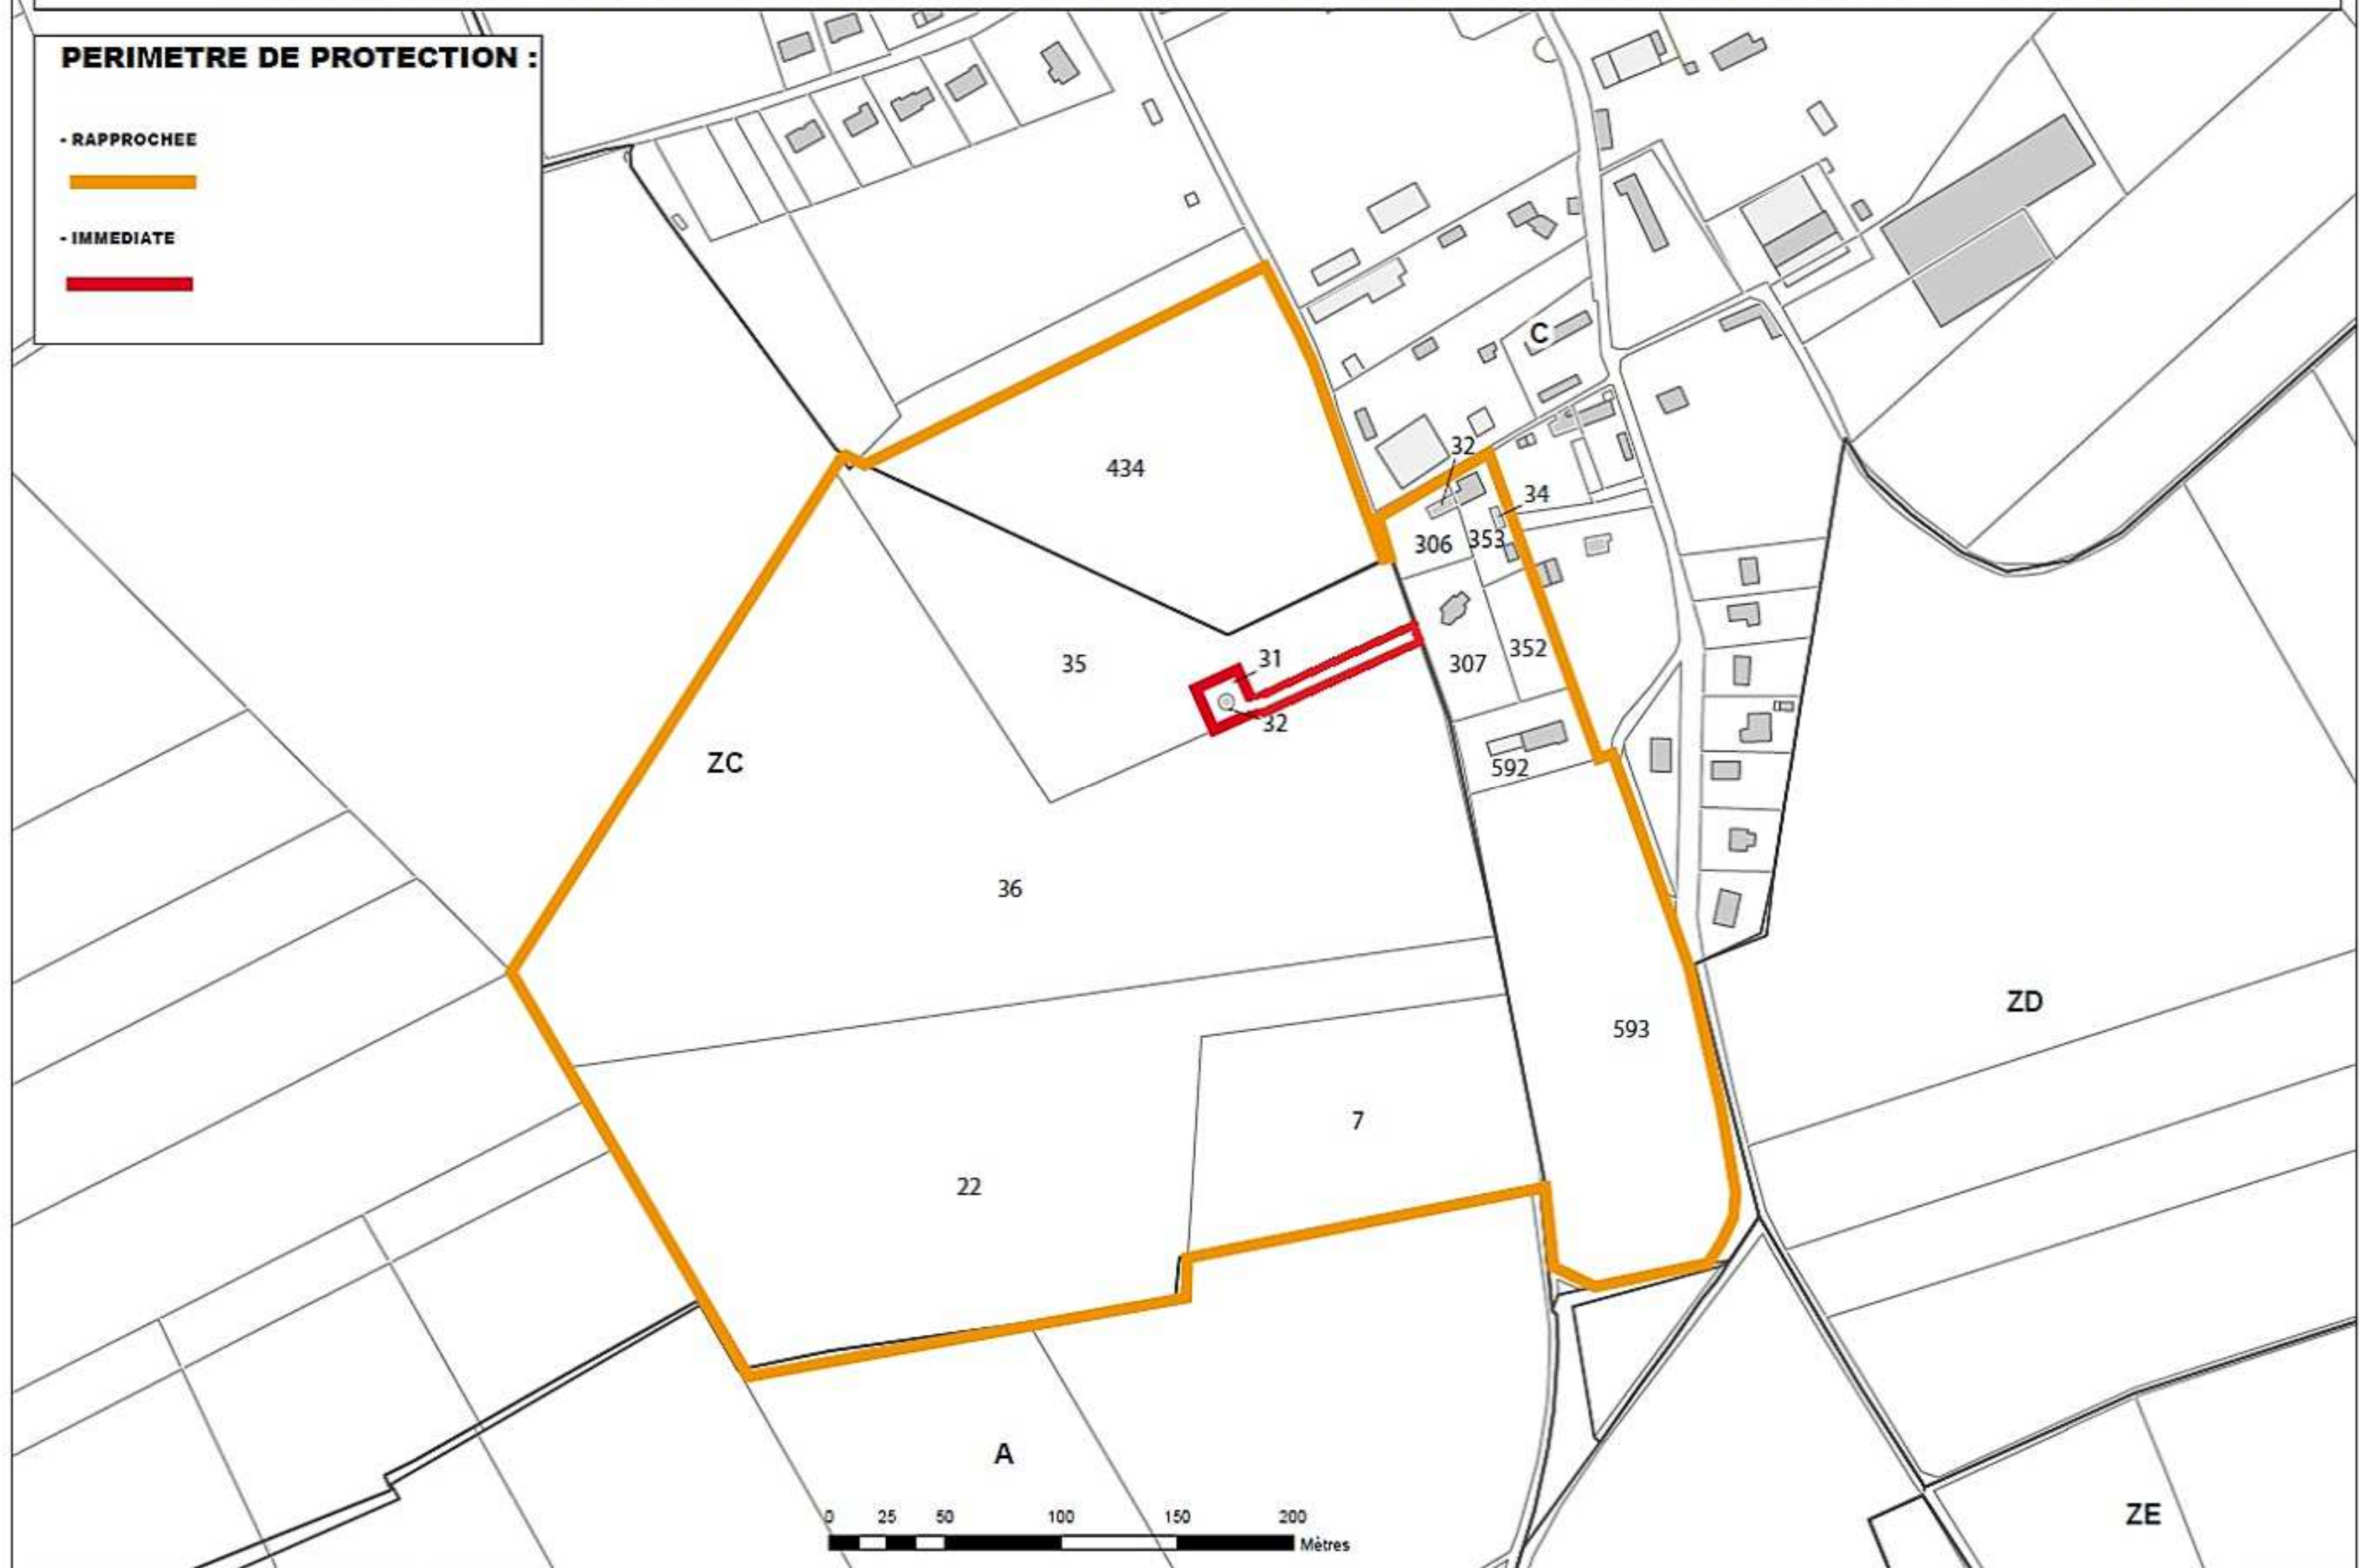 PERIMETRE DE PROTECTION :
- RAPPROCHEE
- IMMEDIATE
C
434
32
34
306
353
35
31
307
352
32
ZC
592
36
ZD
593
7
22
A
0 25 50 100 150 200
Mètres
ZE